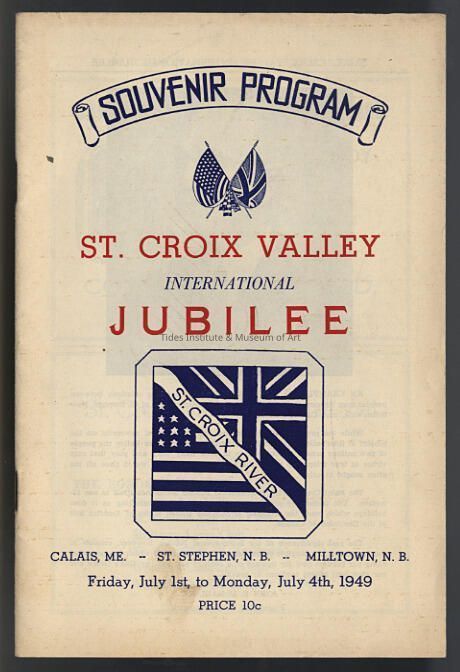 SOUVENIR PROGRAM
ST. CROIX VALLEY
INTERNATIONAL
JUBILEE
Tides Institute & Museum of Art
ST. CROIX RIVER
CALAIS, ME. -- ST. STEPHEN, N. B. -- MILLTOWN, N. B.
Friday, July 1st, to Monday, July 4th, 1949
PRICE 10c